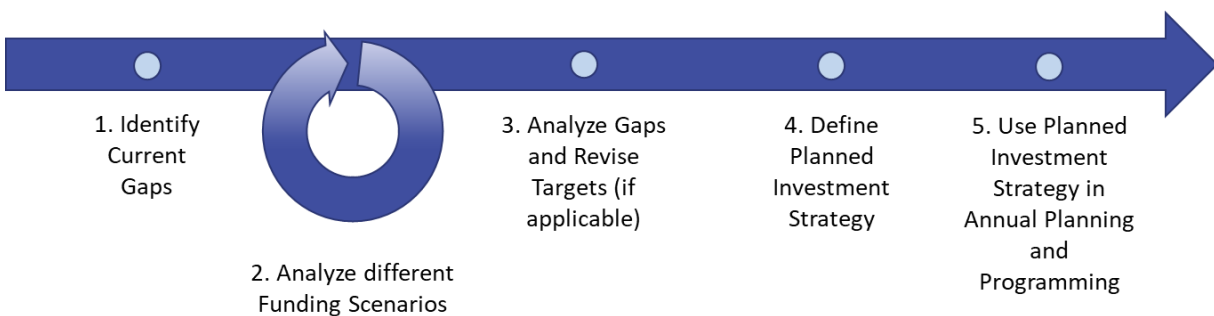 1. Identify
Current
Gaps
2. Analyze different
Funding Scenarios
3. Analyze Gaps
and Revise
Targets (if
applicable)
4. Define
Planned
Investment
Strategy
5. Use Planned
Investment
Strategy in
Annual Planning
and
Programming